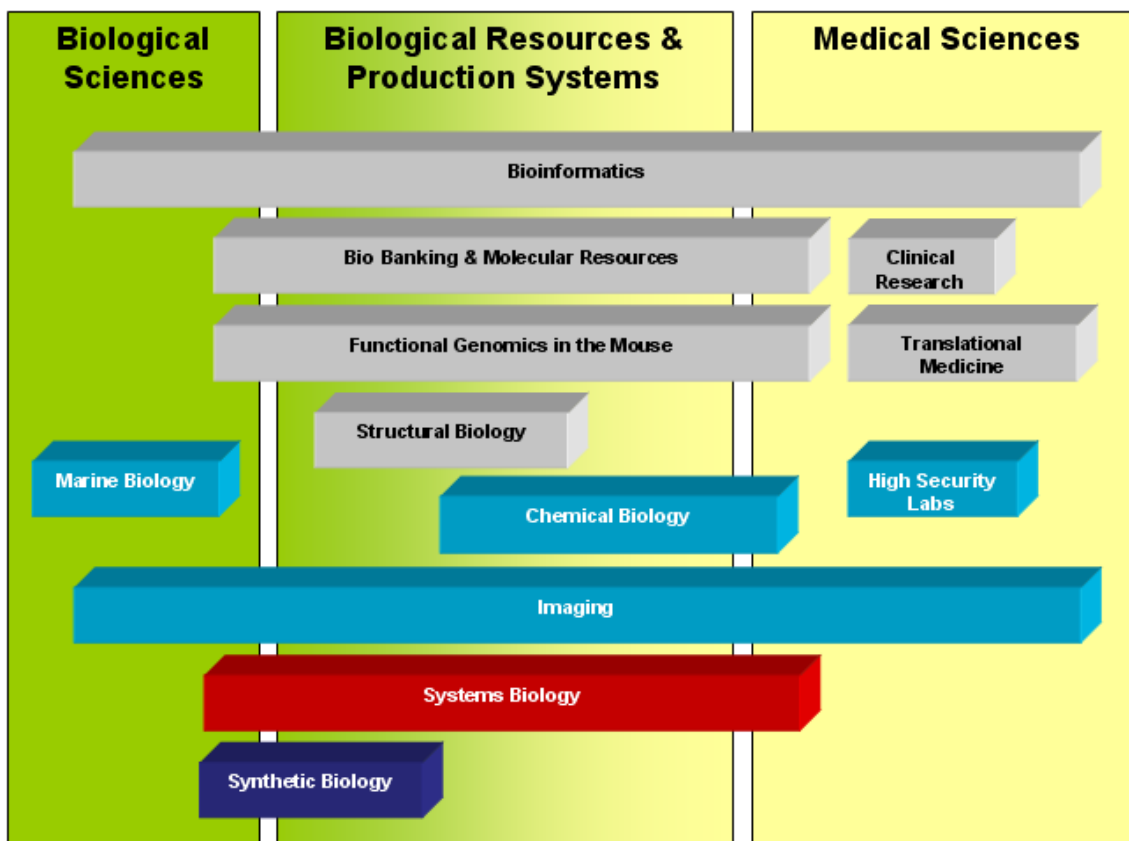 Biological
Sciences
Biological Resources &
Production Systems
Medical Sciences
Bioinformatics
Bio Banking & Molecular Resources
Clinical
Research
Functional Genomics in the Mouse
Translational
Medicine
Structural Biology
Marine Biology
High Security
Labs
Chemical Biology
Imaging
Systems Biology
Synthetic Biology